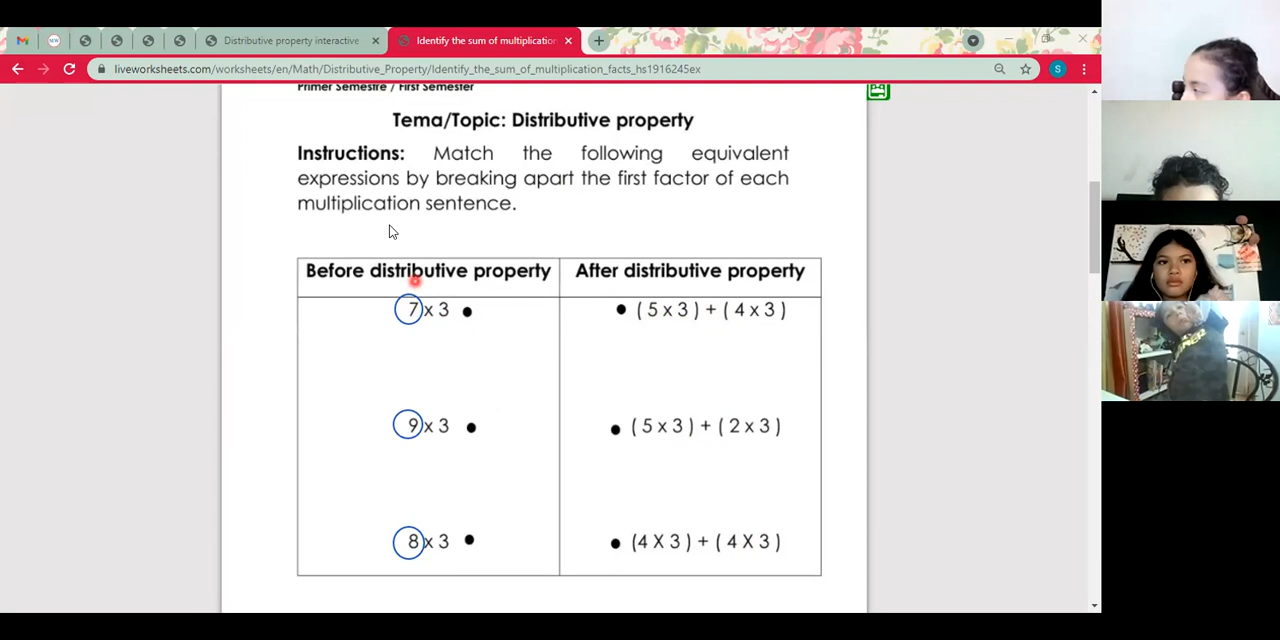 Distributive property interactive
Identify the sum of multiplication
liveworksheets.com/worksheets/en/Math/Distributive_Property/Identify_the_sum_of_multiplication_facts_hs1916245ex
S
Primer Semestre / First Semester
Tema/Topic: Distributive property
Instructions: Match the following equivalent
expressions by breaking apart the first factor of each
multiplication sentence.
Before distributive property After distributive property
7 x 3 ( 5 x 3 ) + ( 4 x 3 )
9 x 3 ( 5 x 3 ) + ( 2 x 3 )
8 x 3 (4 X 3 ) + ( 4 X 3 )